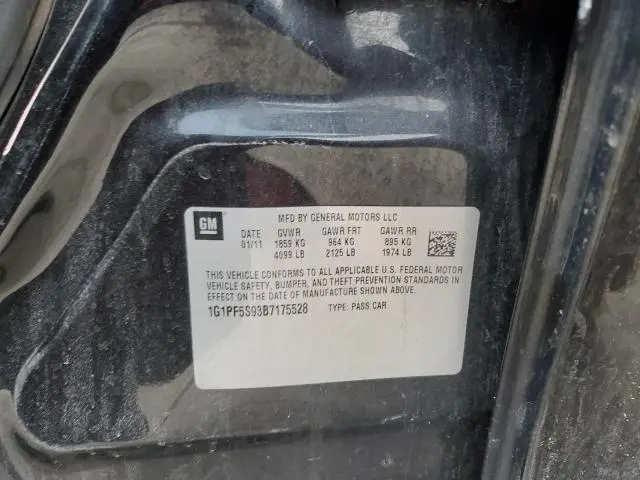 GM
MFD BY GENERAL MOTORS LLC
DATE GVWR GAWR FRT GAWR RR
01/11 1859 KG 964 KG 895 KG
4099 LB 2125 LB 1974 LB
THIS VEHICLE CONFORMS TO ALL APPLICABLE U.S. FEDERAL MOTOR
VEHICLE SAFETY, BUMPER, AND THEFT PREVENTION STANDARDS IN
EFFECT ON THE DATE OF MANUFACTURE SHOWN ABOVE.
1G1PF5S93B7175528 TYPE: PASS CAR